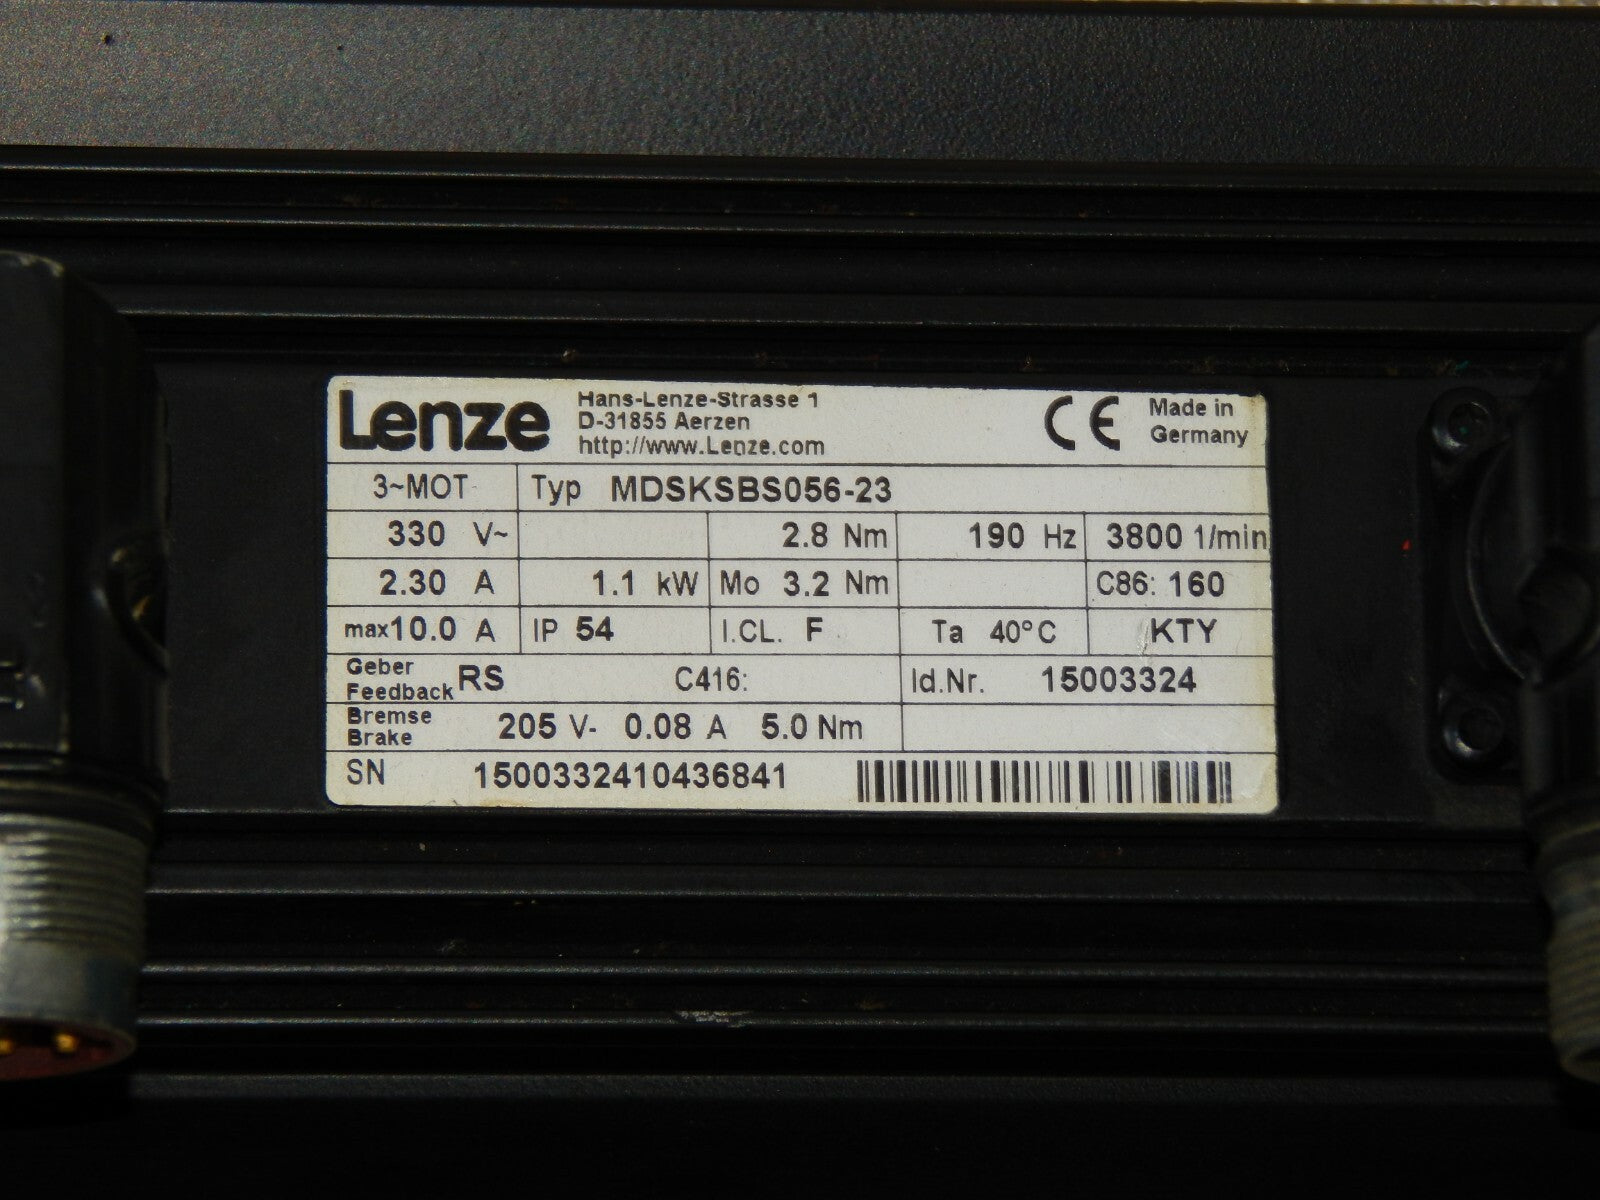 Lenze
Hans-Lenze-Strasse 1
D-31855 Aerzen
http://www.Lenze.com
CE
Made in
Germany
3~MOT Typ MDSKSBS056-23
330 V~ 2.8 Nm 190 Hz 3800 1/min
2.30 A 1.1 kW Mo 3.2 Nm C86: 160
max10.0 A IP 54 I.CL. F Ta 40°C KTY
Geber
Feedback RS C416: Id.Nr. 15003324
Bremse
Brake 205 V- 0.08 A 5.0 Nm
SN 1500332410436841